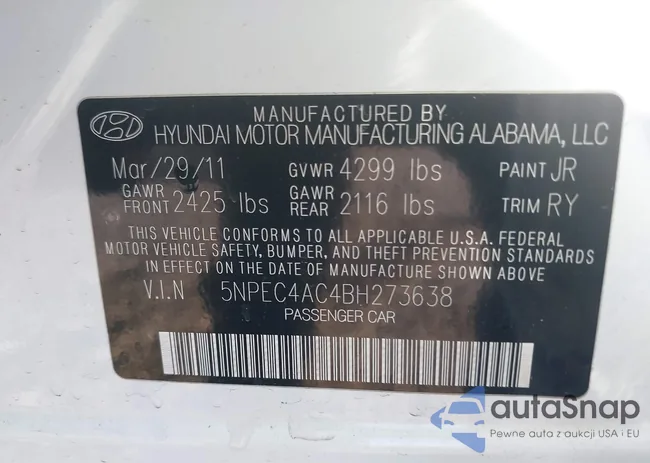 MANUFACTURED BY
HYUNDAI MOTOR MANUFACTURING ALABAMA, LLC
Mar/29/11 GVWR 4299 lbs PAINT JR
GAWR FRONT 2425 lbs GAWR REAR 2116 lbs TRIM RY
THIS VEHICLE CONFORMS TO ALL APPLICABLE U.S.A. FEDERAL
MOTOR VEHICLE SAFETY, BUMPER, AND THEFT PREVENTION STANDARDS
IN EFFECT ON THE DATE OF MANUFACTURE SHOWN ABOVE
V.I.N 5NPEC4AC4BH273638
PASSENGER CAR
autaSnap
Pewne auta z aukcji USA i EU